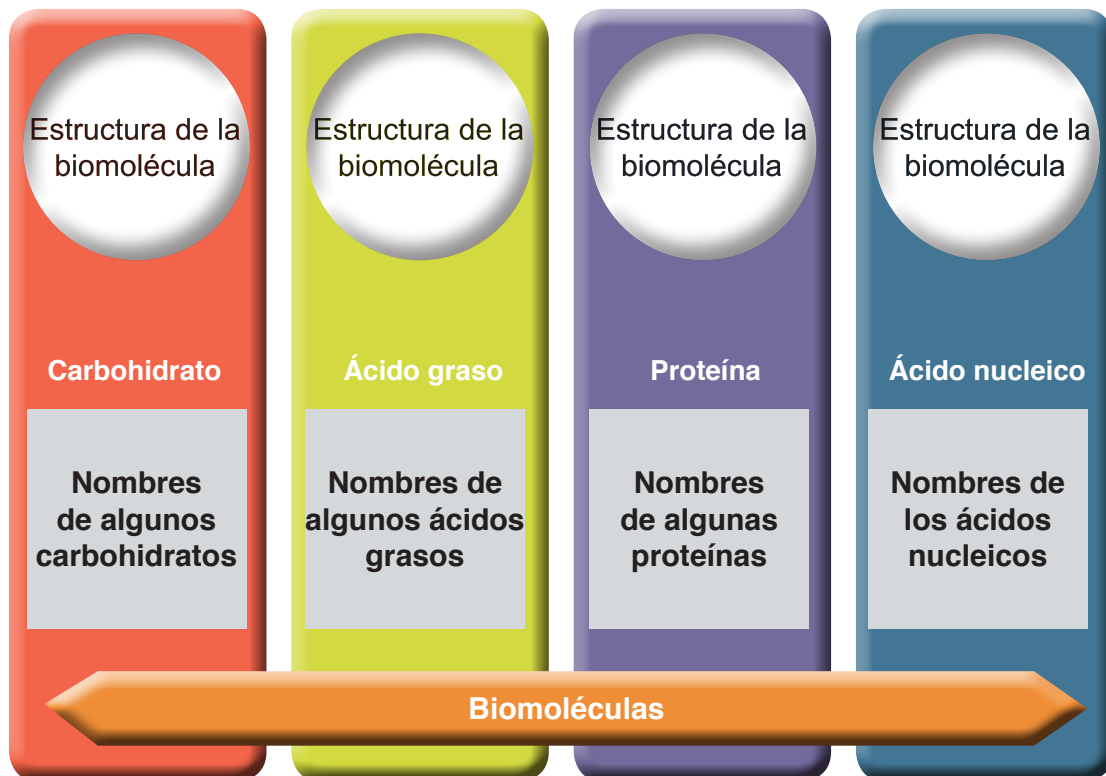 Estructura de la
biomolécula
Estructura de la
biomolécula
Estructura de la
biomolécula
Estructura de la
biomolécula
Carbohidrato
Ácido graso
Proteína
Ácido nucleico
Nombres
de algunos
carbohidratos
Nombres de
algunos ácidos
grasos
Nombres
de algunas
proteínas
Nombres de
los ácidos
nucleicos
Biomoléculas